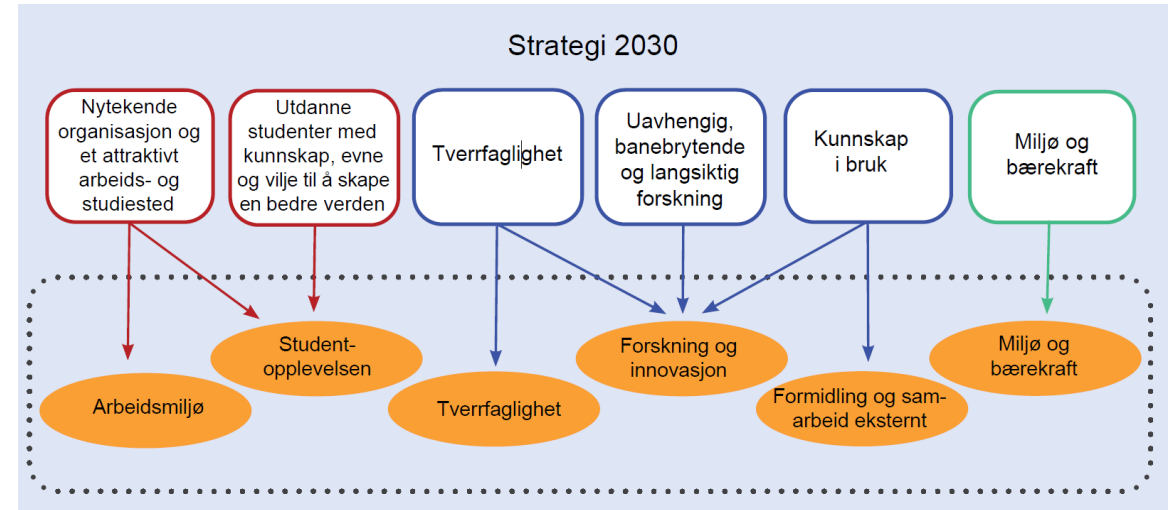 Strategi 2030
Nytekende
organisasjon og
et attraktivt
arbeids- og
studiested
Utdanne
studenter med
kunnskap, evne
og vilje til å skape
en bedre verden
Tverrfaglighet
Uavhengig,
banebrytende
og langsiktig
forskning
Kunnskap
i bruk
Miljø og
bærekraft
Arbeidsmiljø
Student-
opplevelsen
Tverrfaglighet
Forskning og
innovasjon
Formidling og sam-
arbeid eksternt
Miljø og
bærekraft